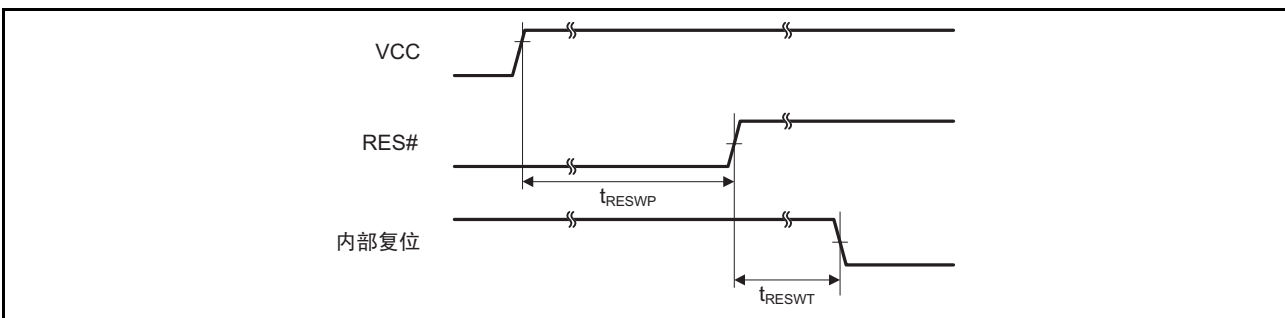 VCC
RES#
tRESWP
内部复位
tRESWT